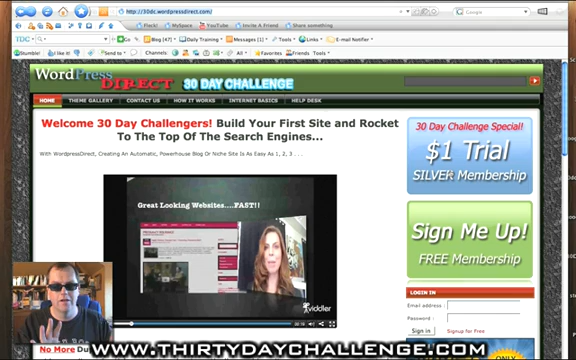 http://30dc.wordpressdirect.com/
Google
Flock!
MySpace
YouTube
Invite A Friend
Share something
TDC
Go
Blog (47)
Daily Training
Messages (1)
Tools
Links
E-mail Notifier
Stumble!
I like it
All
Favorites
Friends
Tools
WordPress
DIRECT 30 DAY CHALLENGE
HOME
THEME GALLERY
CONTACT US
HOW IT WORKS
INTERNET BASICS
HELP DESK
Welcome 30 Day Challengers! Build Your First Site and Rocket
To The Top Of The Search Engines...
With WordpressDirect, Creating An Automatic, Powerhouse Blog Or Niche Site Is As Easy As 1, 2, 3 . . .
Great Looking Websites....FAST!!
viddler
30 Day Challenge Special!
$1 Trial
SILVER Membership
Sign Me Up!
FREE Membership
LOGIN IN
Email address :
Password :
Sign in
Signup for Free
No More Du
ONLY
WWW.THIRTYDAYCHALLENGE.COM